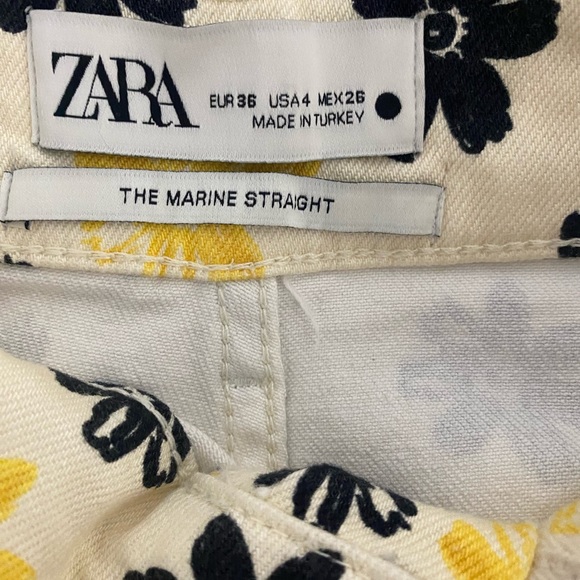 ZARA
EUR 36 USA 4 MEX 26
MADE IN TURKEY
THE MARINE STRAIGHT